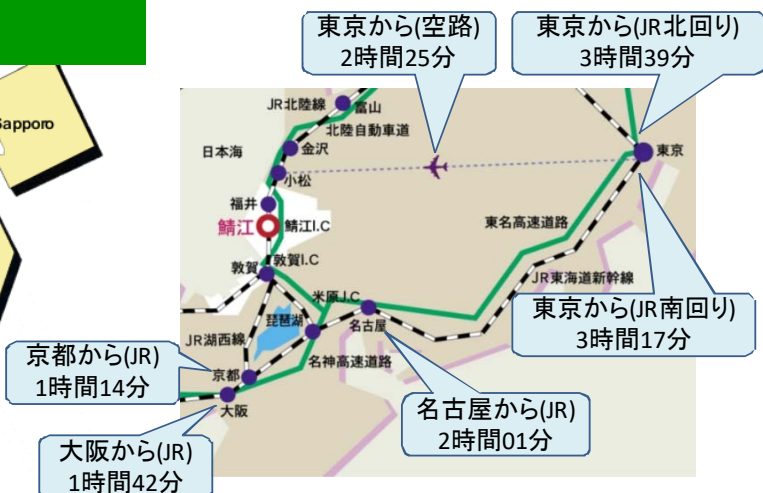 東京から(空路)
2時間25分
東京から(JR北回り)
3時間39分
Sapporo
JR北陸線
富山
北陸自動車道
日本海
金沢
小松
東京
福井
鯖江
鯖江I.C
東名高速道路
敦賀
敦賀I.C
JR東海道新幹線
米原J.C
琵琶湖
名古屋
JR湖西線
名神高速道路
京都
大阪
東京から(JR南回り)
3時間17分
京都から(JR)
1時間14分
名古屋から(JR)
2時間01分
大阪から(JR)
1時間42分